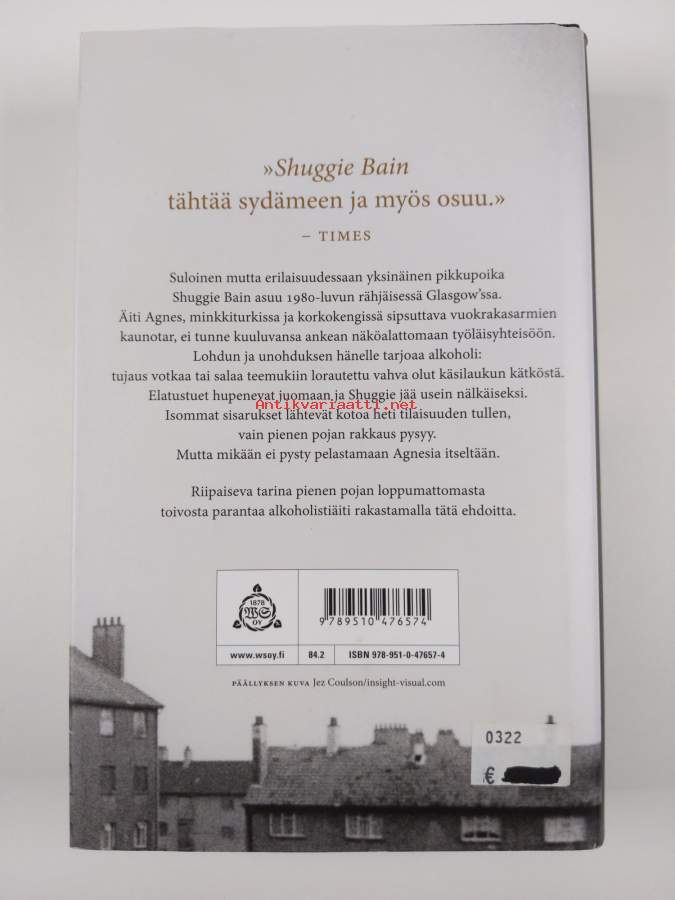 »Shuggie Bain
tähtää sydämeen ja myös osuu.»
– TIMES
Suloinen mutta erilaisuudessaan yksinäinen pikkupoika
Shuggie Bain asuu 1980-luvun rähjäisessä Glasgow'ssa.
Äiti Agnes, minkkiturkissa ja korkokengissä sipsuttava vuokrakasarmien
kaunotar, ei tunne kuuluvansa ankean näköalattomaan työläisyhteisöön.
Lohdun ja unohduksen hänelle tarjoaa alkoholi:
tujaus votkaa tai salaa teemukiin lorautettu vahva olut käsilaukun kätköstä.
Elatustuet hupenevat juomaan ja Shuggie jää usein nälkäiseksi.
Antikvariaatti.net
Isommat sisarukset lähtevät kotoa heti tilaisuuden tullen,
vain pienen pojan rakkaus pysyy.
Mutta mikään ei pysty pelastamaan Agnesia itseltään.
Riipaiseva tarina pienen pojan loppumattomasta
toivosta parantaa alkoholistiäiti rakastamalla tätä ehdoitta.
1878
WS
OY
9 789510 476574
www.wsoy.fi
84.2
ISBN 978-951-0-47657-4
PÄÄLLYKSEN KUVA Jez Coulson/insight-visual.com
0322
€